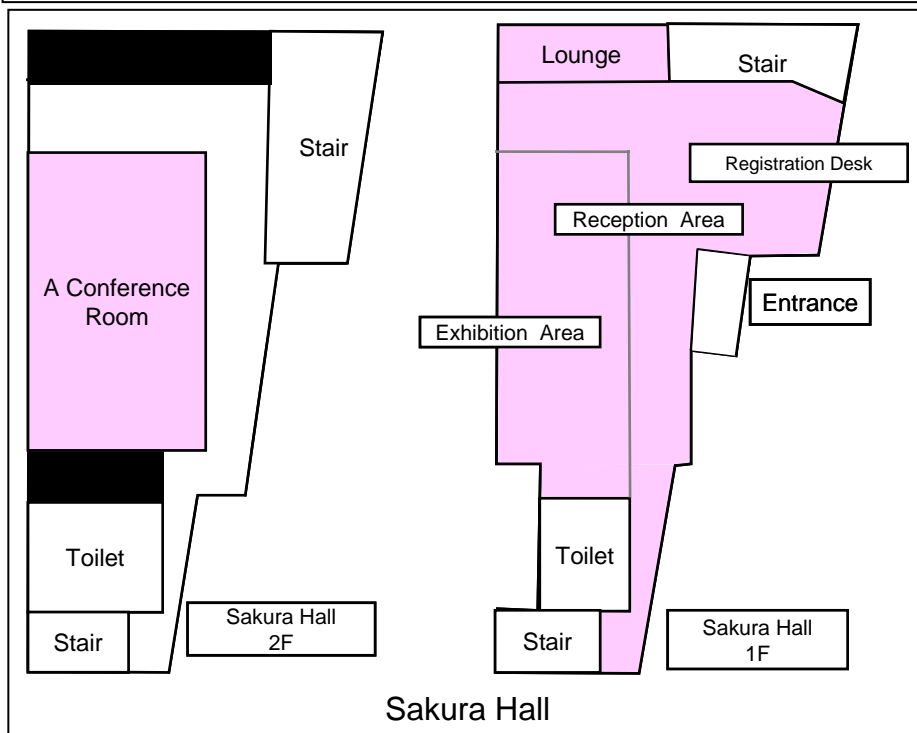 Stair
A Conference
Room
Toilet
Stair
Sakura Hall
2F
Lounge
Stair
Registration Desk
Reception Area
Entrance
Exhibition Area
Toilet
Stair
Sakura Hall
1F
Sakura Hall